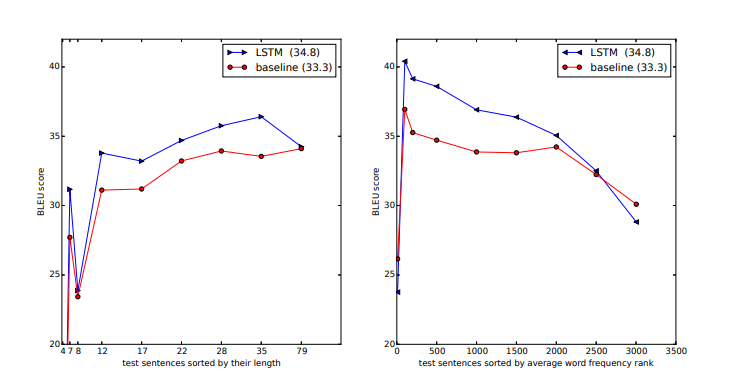 LSTM (34.8)
baseline (33.3)
BLEU score
40
35
30
25
20
4 7 8 12 17 22 28 35 79
test sentences sorted by their length
LSTM (34.8)
baseline (33.3)
BLEU score
40
35
30
25
20
0 500 1000 1500 2000 2500 3000 3500
test sentences sorted by average word frequency rank